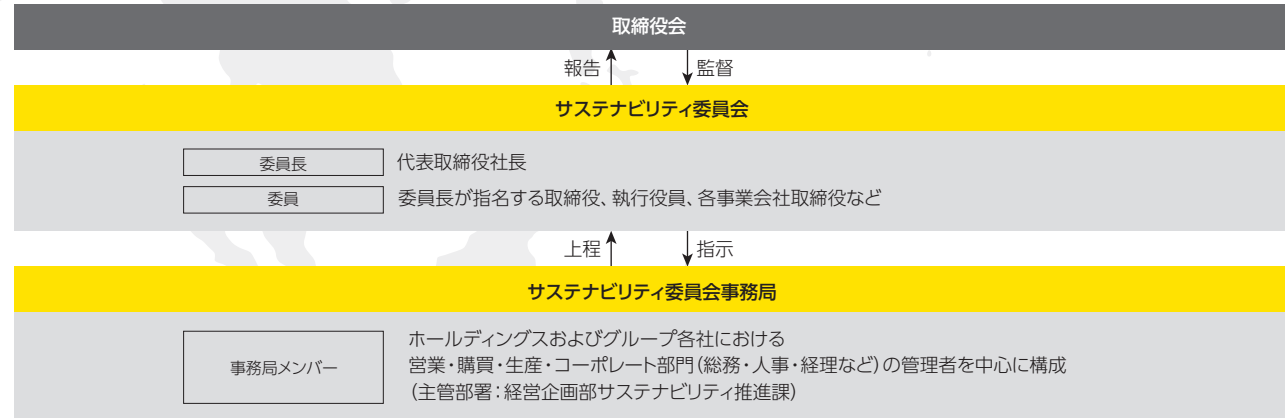 取締役会
報告 監督
サステナビリティ委員会
委員長 代表取締役社長
委員 委員長が指名する取締役、執行役員、各事業会社取締役など
上程 指示
サステナビリティ委員会事務局
事務局メンバー
ホールディングスおよびグループ各社における
営業・購買・生産・コーポレート部門(総務・人事・経理など)の管理者を中心に構成
(主管部署:経営企画部サステナビリティ推進課)